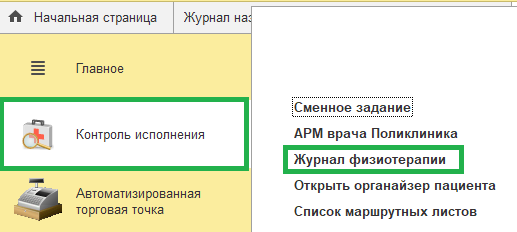 Начальная страница
Журнал наз
Главное
Контроль исполнения
Автоматизированная
торговая точка
Сменное задание
АРМ врача Поликлиника
Журнал физиотерапии
Открыть органайзер пациента
Список маршрутных листов